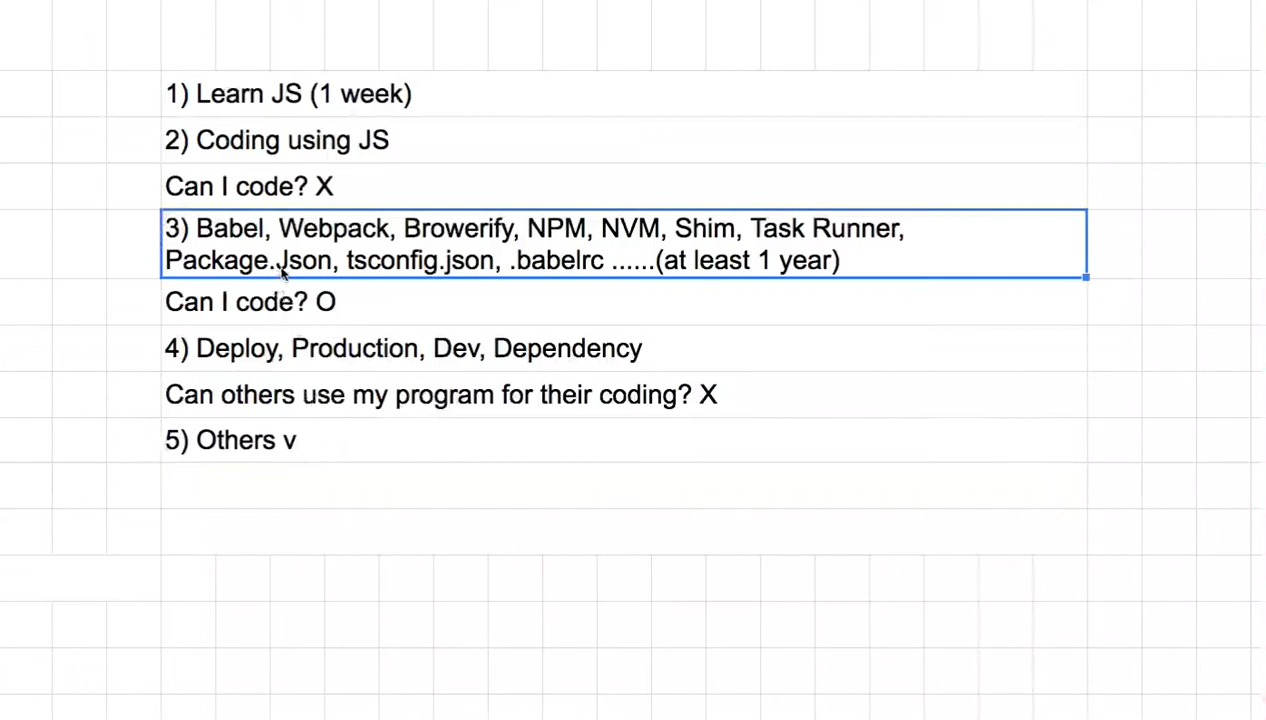 1) Learn JS (1 week)
2) Coding using JS
Can I code? X
3) Babel, Webpack, Browerify, NPM, NVM, Shim, Task Runner,
Package.Json, tsconfig.json, .babelrc ......(at least 1 year)
Can I code? O
4) Deploy, Production, Dev, Dependency
Can others use my program for their coding? X
5) Others v